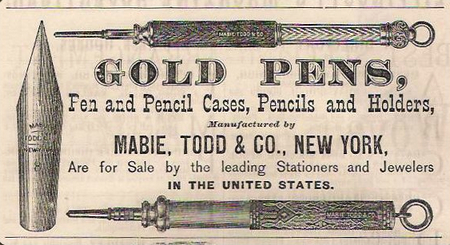 MABIE, TODD & CO.
GOLD PENS,
Pen and Pencil Cases, Pencils and Holders,
Manufactured by
MABIE, TODD & CO., NEW YORK,
Are for Sale by the leading Stationers and Jewelers
IN THE UNITED STATES.
MABIE, TODD & CO.